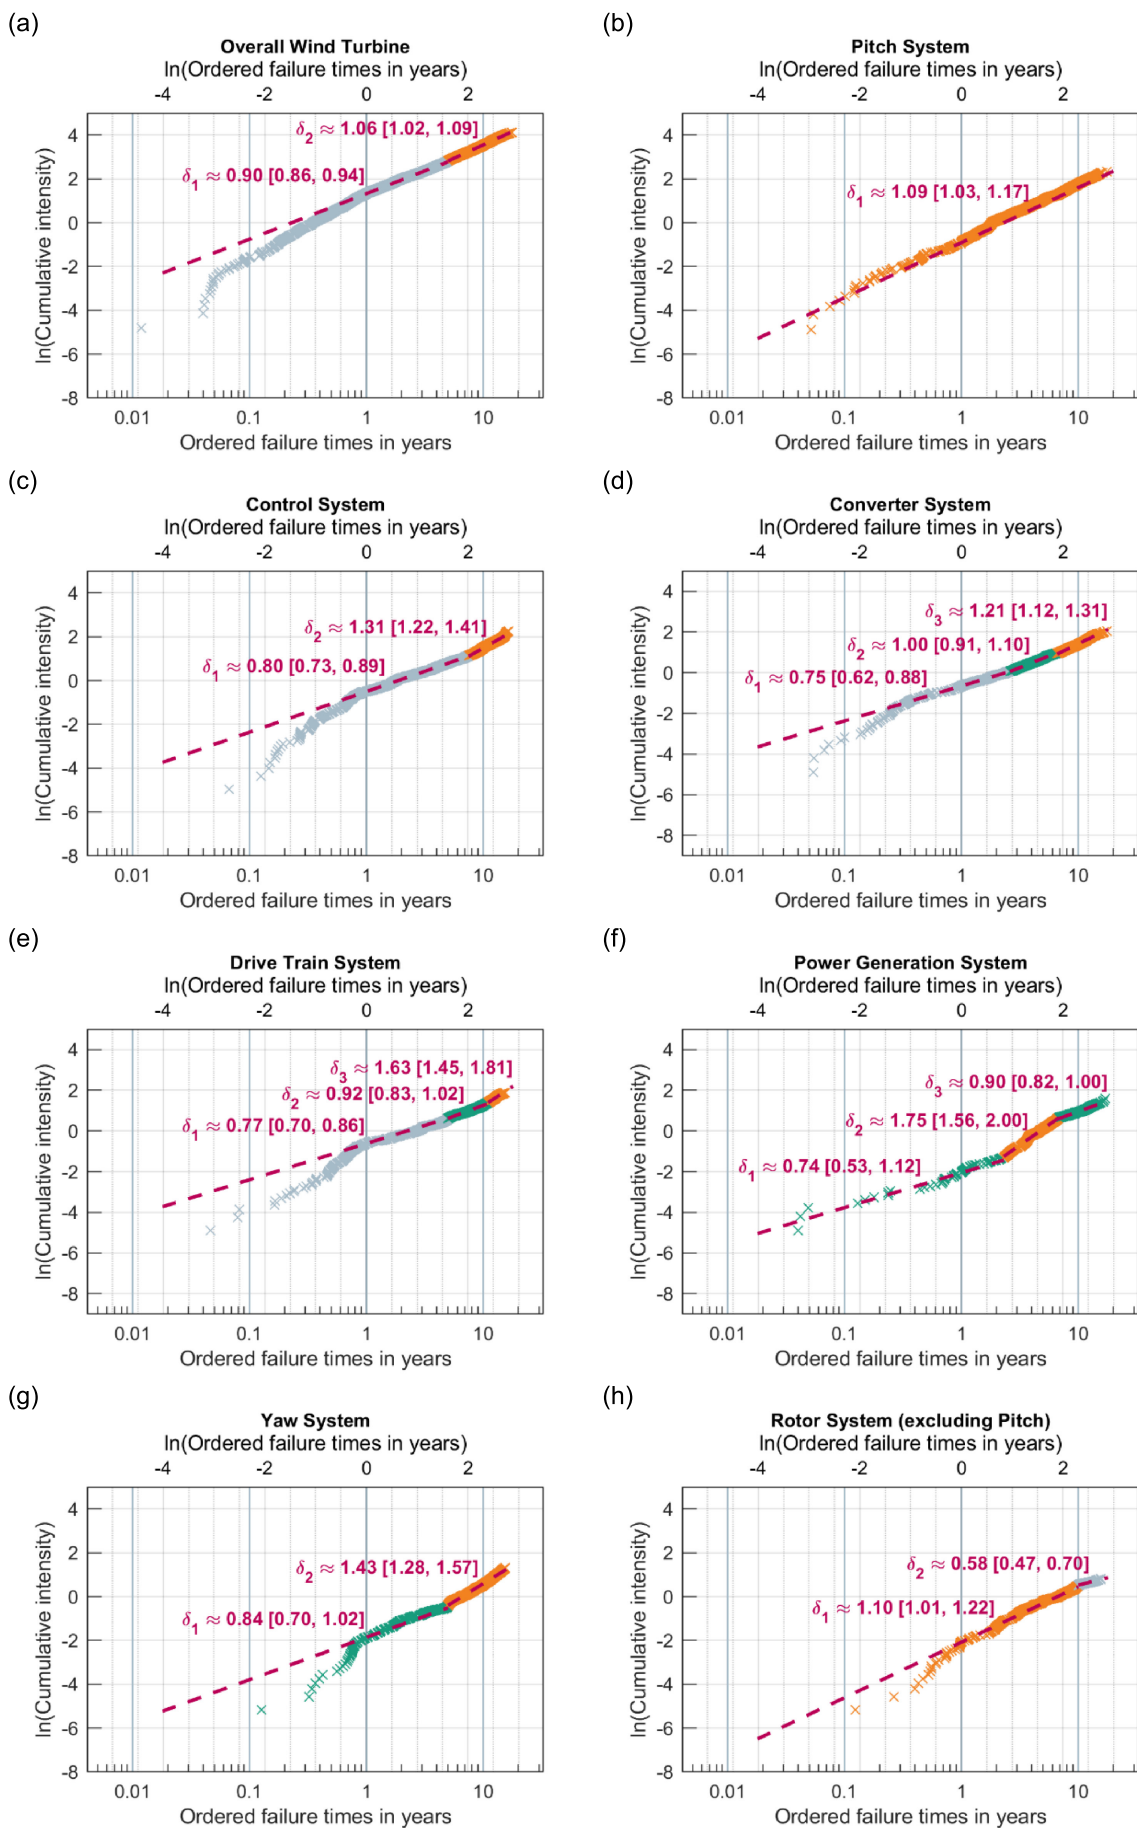 (a)
Overall Wind Turbine
ln(Ordered failure times in years)
-4 -2 0 2
δ2 ≈ 1.06 [1.02, 1.09]
δ1 ≈ 0.90 [0.86, 0.94]
ln(Cumulative intensity)
4
2
0
-2
-4
-6
-8
0.01 0.1 1 10
Ordered failure times in years
(b)
Pitch System
ln(Ordered failure times in years)
-4 -2 0 2
δ1 ≈ 1.09 [1.03, 1.17]
ln(Cumulative intensity)
4
2
0
-2
-4
-6
-8
0.01 0.1 1 10
Ordered failure times in years
(c)
Control System
ln(Ordered failure times in years)
-4 -2 0 2
δ2 ≈ 1.31 [1.22, 1.41]
δ1 ≈ 0.80 [0.73, 0.89]
ln(Cumulative intensity)
4
2
0
-2
-4
-6
-8
0.01 0.1 1 10
Ordered failure times in years
(d)
Converter System
ln(Ordered failure times in years)
-4 -2 0 2
δ3 ≈ 1.21 [1.12, 1.31]
δ2 ≈ 1.00 [0.91, 1.10]
δ1 ≈ 0.75 [0.62, 0.88]
ln(Cumulative intensity)
4
2
0
-2
-4
-6
-8
0.01 0.1 1 10
Ordered failure times in years
(e)
Drive Train System
ln(Ordered failure times in years)
-4 -2 0 2
δ3 ≈ 1.63 [1.45, 1.81]
δ2 ≈ 0.92 [0.83, 1.02]
δ1 ≈ 0.77 [0.70, 0.86]
ln(Cumulative intensity)
4
2
0
-2
-4
-6
-8
0.01 0.1 1 10
Ordered failure times in years
(f)
Power Generation System
ln(Ordered failure times in years)
-4 -2 0 2
δ3 ≈ 0.90 [0.82, 1.00]
δ2 ≈ 1.75 [1.56, 2.00]
δ1 ≈ 0.74 [0.53, 1.12]
ln(Cumulative intensity)
4
2
0
-2
-4
-6
-8
0.01 0.1 1 10
Ordered failure times in years
(g)
Yaw System
ln(Ordered failure times in years)
-4 -2 0 2
δ2 ≈ 1.43 [1.28, 1.57]
δ1 ≈ 0.84 [0.70, 1.02]
ln(Cumulative intensity)
4
2
0
-2
-4
-6
-8
0.01 0.1 1 10
Ordered failure times in years
(h)
Rotor System (excluding Pitch)
ln(Ordered failure times in years)
-4 -2 0 2
δ2 ≈ 0.58 [0.47, 0.70]
δ1 ≈ 1.10 [1.01, 1.22]
ln(Cumulative intensity)
4
2
0
-2
-4
-6
-8
0.01 0.1 1 10
Ordered failure times in years